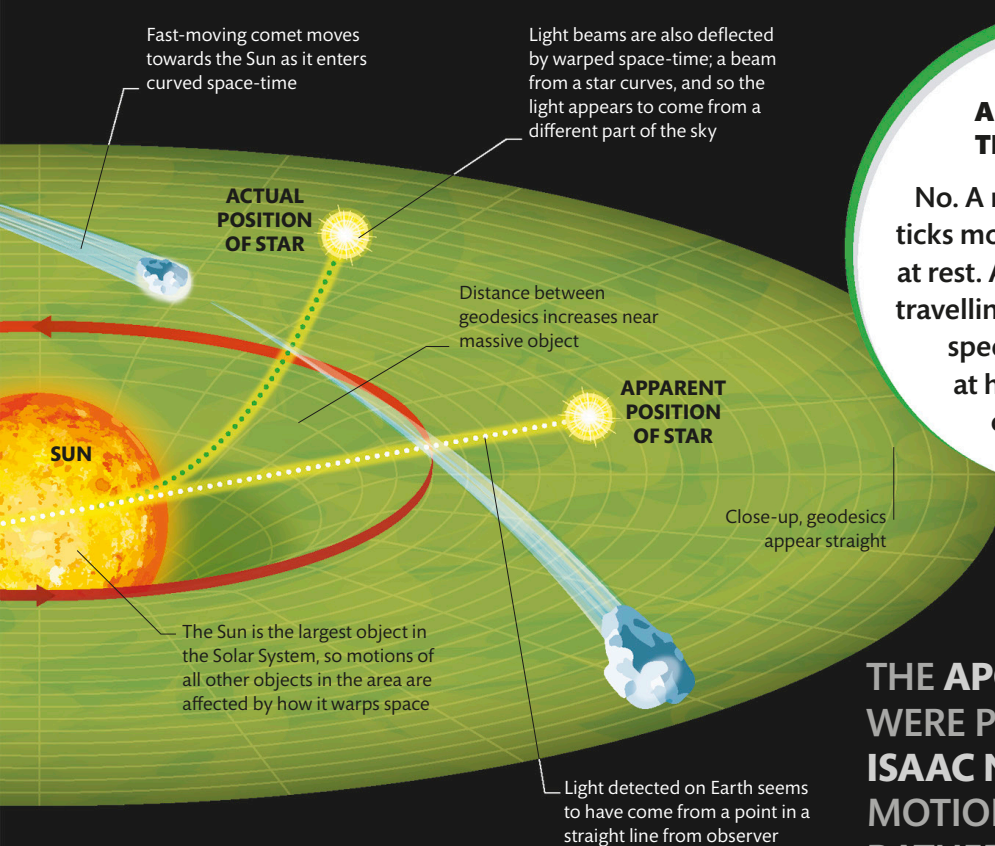 Fast-moving comet moves
towards the Sun as it enters
curved space-time
Light beams are also deflected
by warped space-time; a beam
from a star curves, and so the
light appears to come from a
different part of the sky
ACTUAL
POSITION
OF STAR
Distance between
geodesics increases near
massive object
APPARENT
POSITION
OF STAR
SUN
Close-up, geodesics
appear straight
The Sun is the largest object in
the Solar System, so motions of
all other objects in the area are
affected by how it warps space
Light detected on Earth seems
to have come from a point in a
straight line from observer
No. A
ticks
at rest.
at
THE
WERE
ISAAC